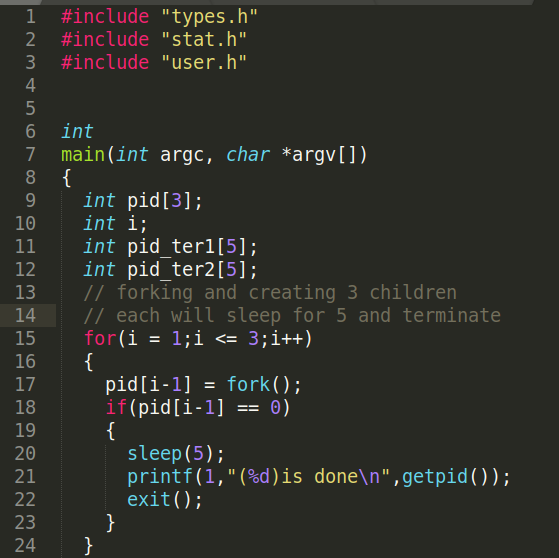 1 #include "types.h"
2 #include "stat.h"
3 #include "user.h"
4
5
6 int
7 main(int argc, char *argv[])
8 {
9   int pid[3];
10   int i;
11   int pid_ter1[5];
12   int pid_ter2[5];
13   // forking and creating 3 children
14   // each will sleep for 5 and terminate
15   for(i = 1;i <= 3;i++)
16   {
17     pid[i-1] = fork();
18     if(pid[i-1] == 0)
19     {
20       sleep(5);
21       printf(1,"(%d)is done\n",getpid());
22       exit();
23     }
24   }